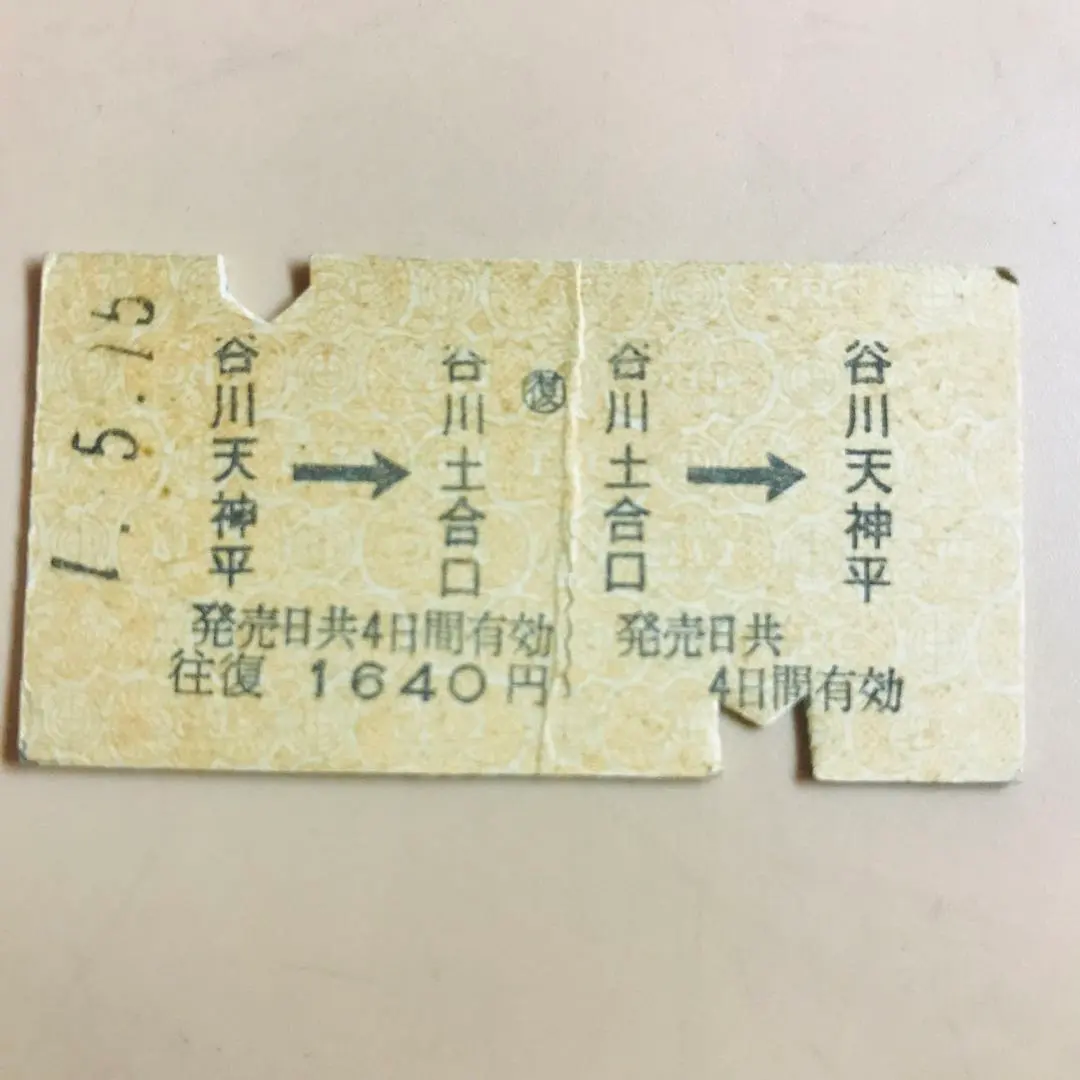 1.5.15
谷川天神平
→
谷川土合口
㊝復
谷川土合口
→
谷川天神平
発売日共4日間有効
往復 1640円
発売日共
4日間有効